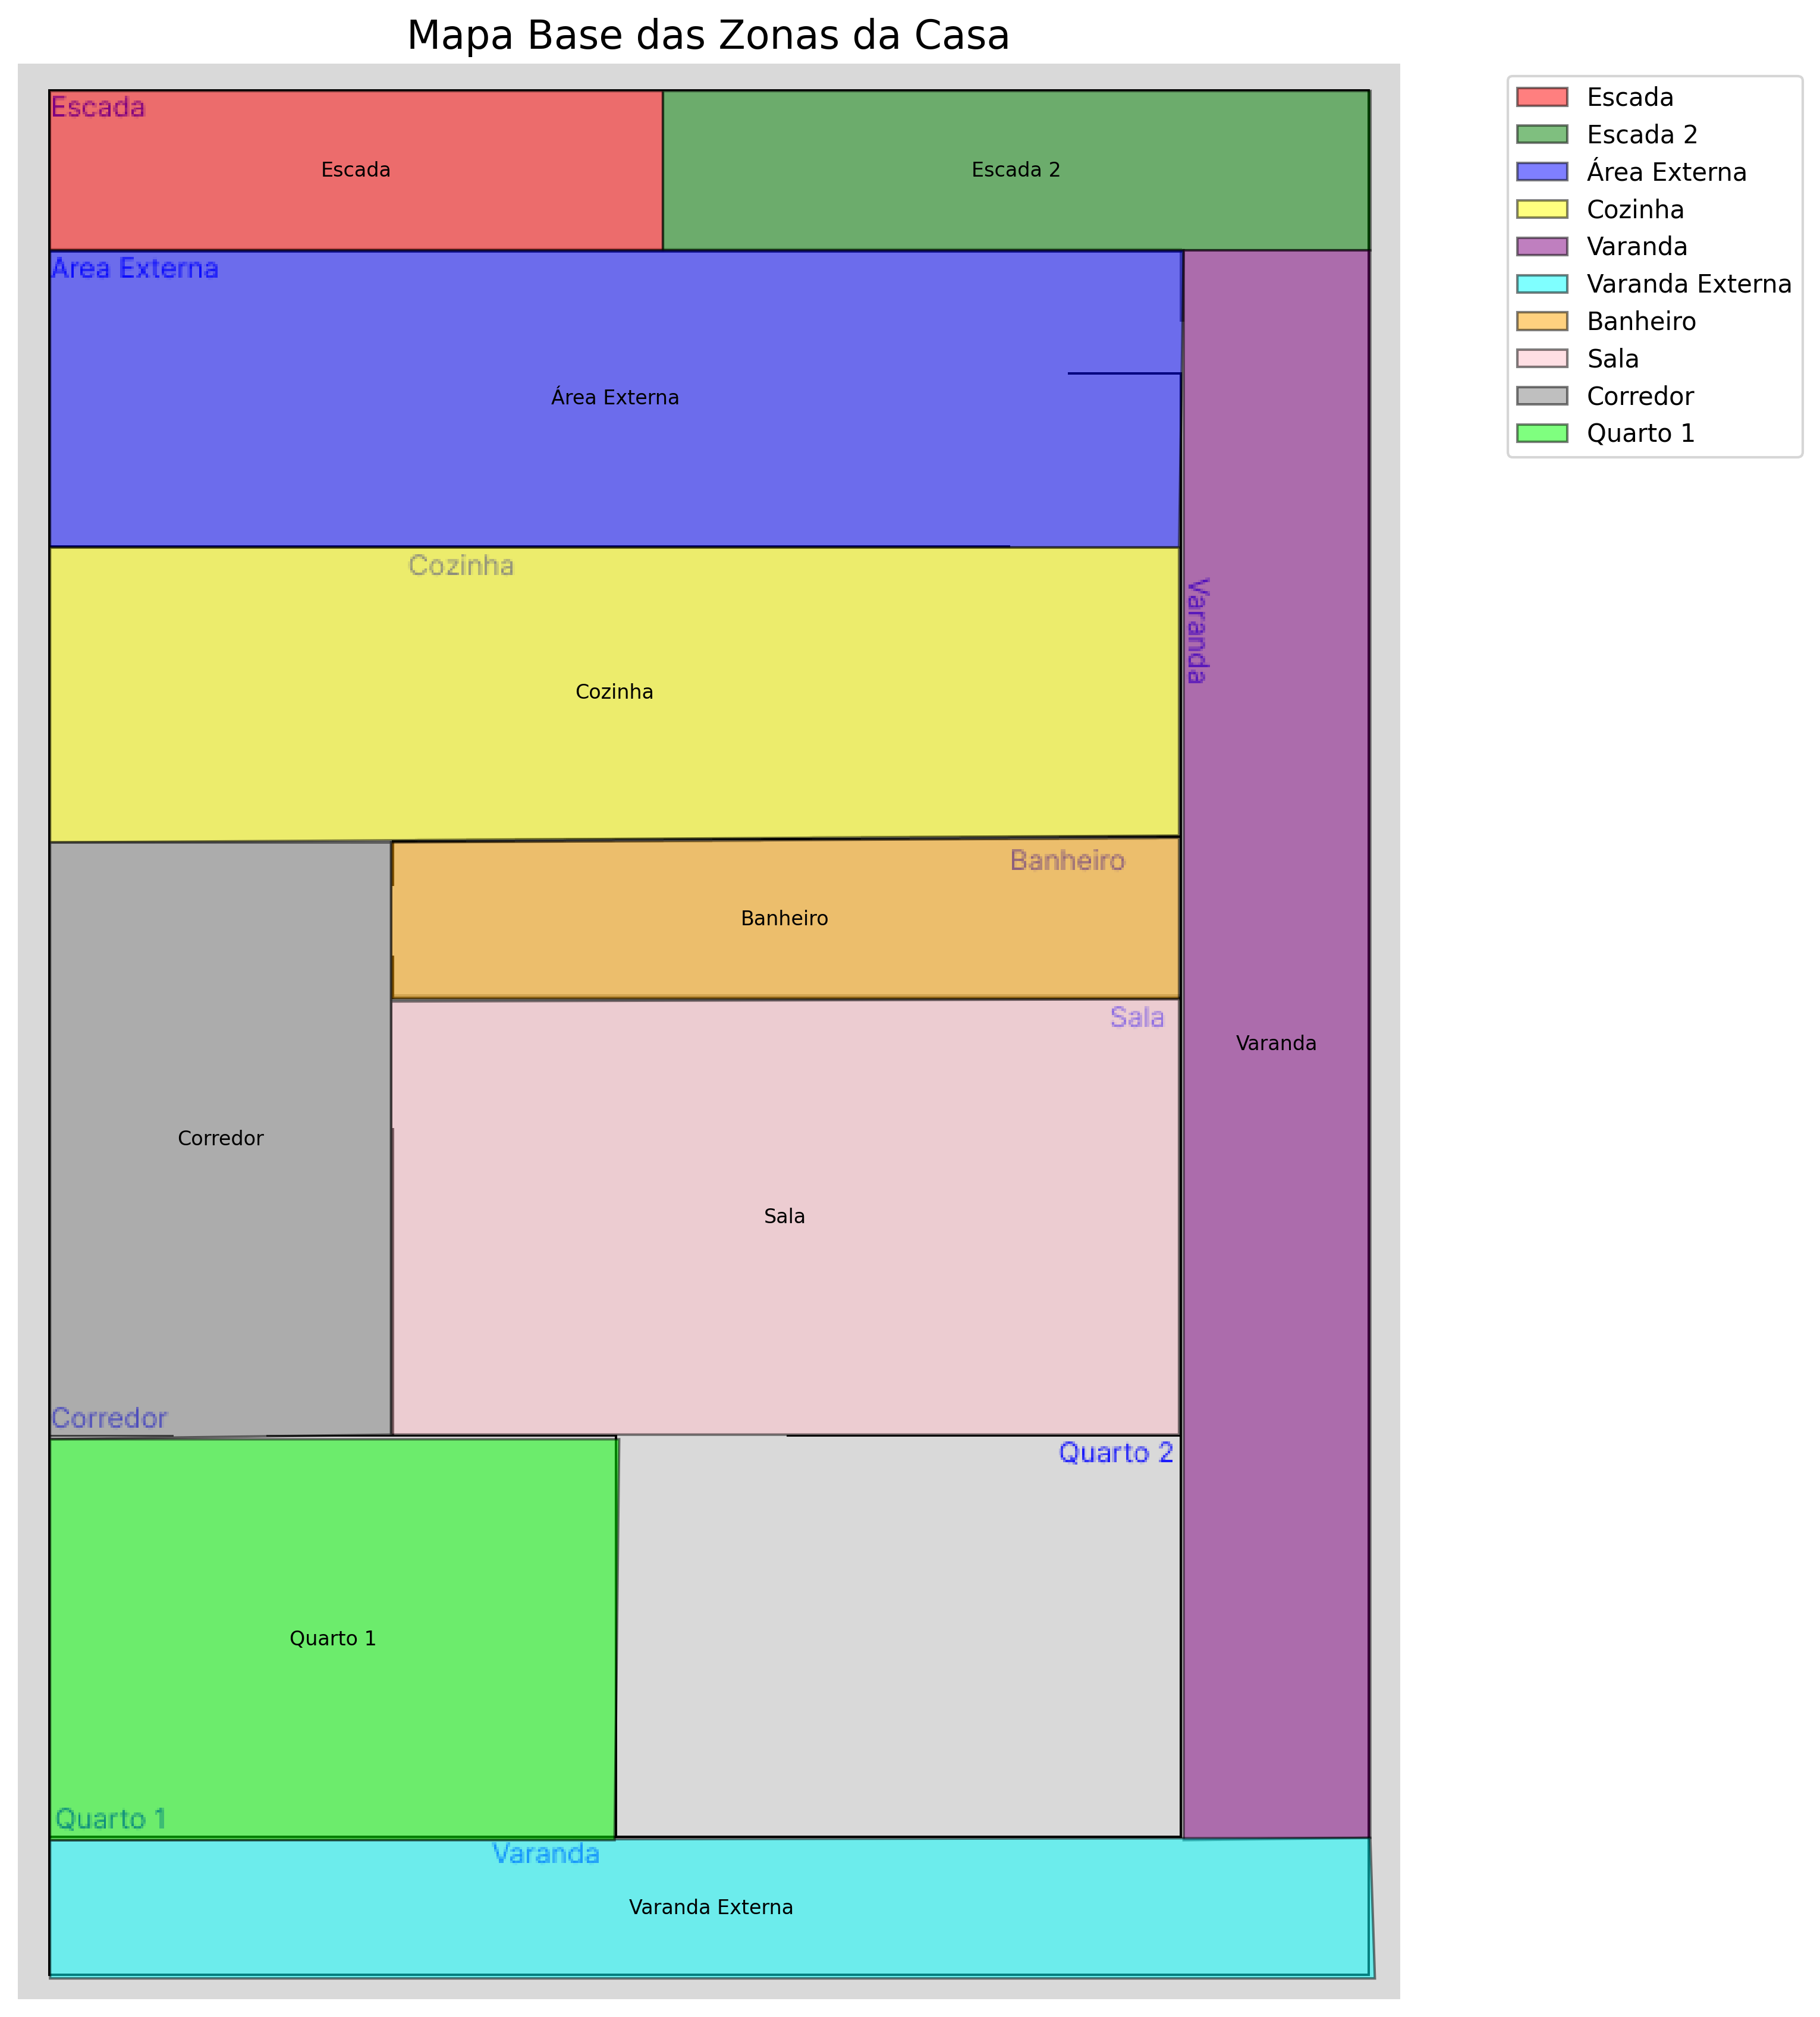 Mapa Base das Zonas da Casa
Escada
Escada
Escada 2
Área Externa
Área Externa
Cozinha
Cozinha
Varanda
Banheiro
Banheiro
Sala
Varanda
Corredor
Sala
Corredor
Quarto 2
Quarto 1
Quarto 1
Varanda
Varanda Externa
Escada
Escada 2
Área Externa
Cozinha
Varanda
Varanda Externa
Banheiro
Sala
Corredor
Quarto 1